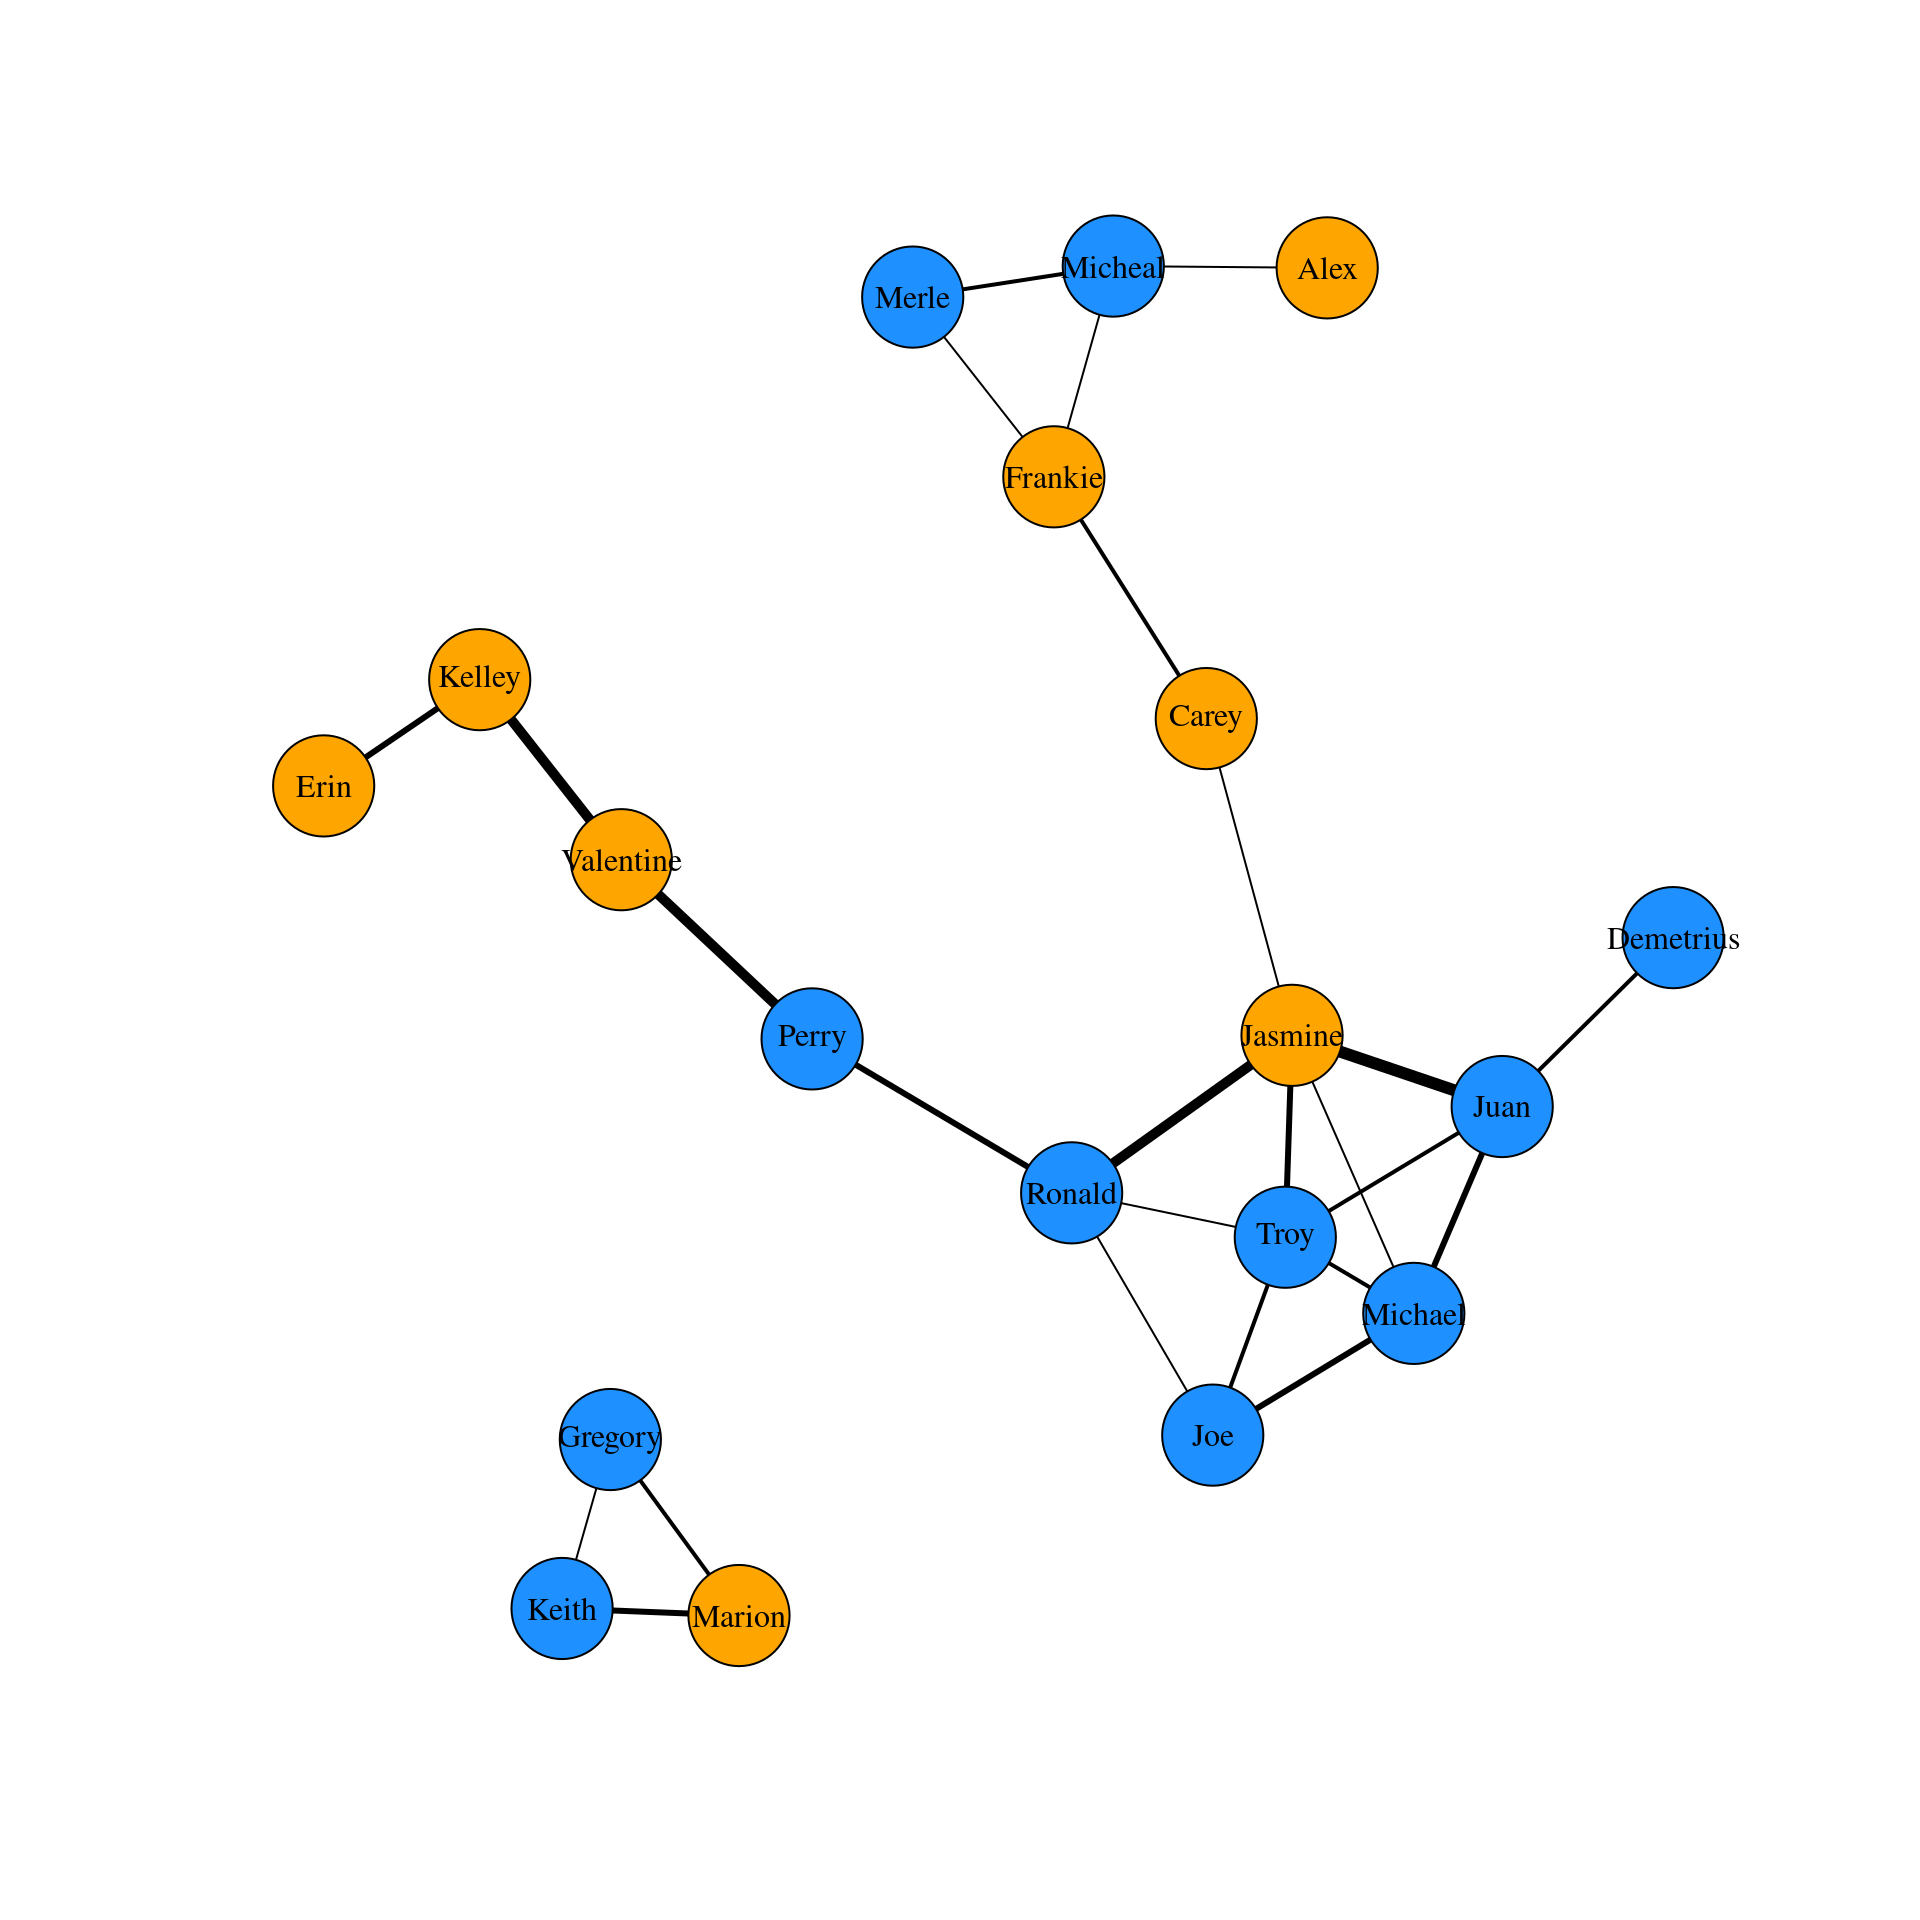 Micheal
Alex
Merle
Frankie
Kelley
Carey
Erin
Valentine
Demetrius
Perry
Jasmine
Juan
Ronald
Troy
Michael
Gregory
Joe
Keith
Marion